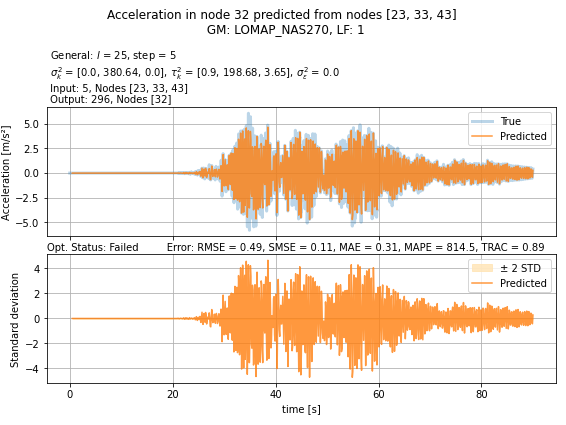 Acceleration in node 32 predicted from nodes [23, 33, 43]
GM: LOMAP_NAS270, LF: 1
General: l = 25, step = 5
σ_k² = [0.0, 380.64, 0.0], τ_k² = [0.9, 198.68, 3.65], σ_ε² = 0.0
Input: 5, Nodes [23, 33, 43]
Output: 296, Nodes [32]
Acceleration [m/s²]
5.0
2.5
0.0
−2.5
−5.0
True
Predicted
Opt. Status: Failed
Error: RMSE = 0.49, SMSE = 0.11, MAE = 0.31, MAPE = 814.5, TRAC = 0.89
Standard deviation
4
2
0
−2
−4
± 2 STD
Predicted
0 20 40 60 80
time [s]